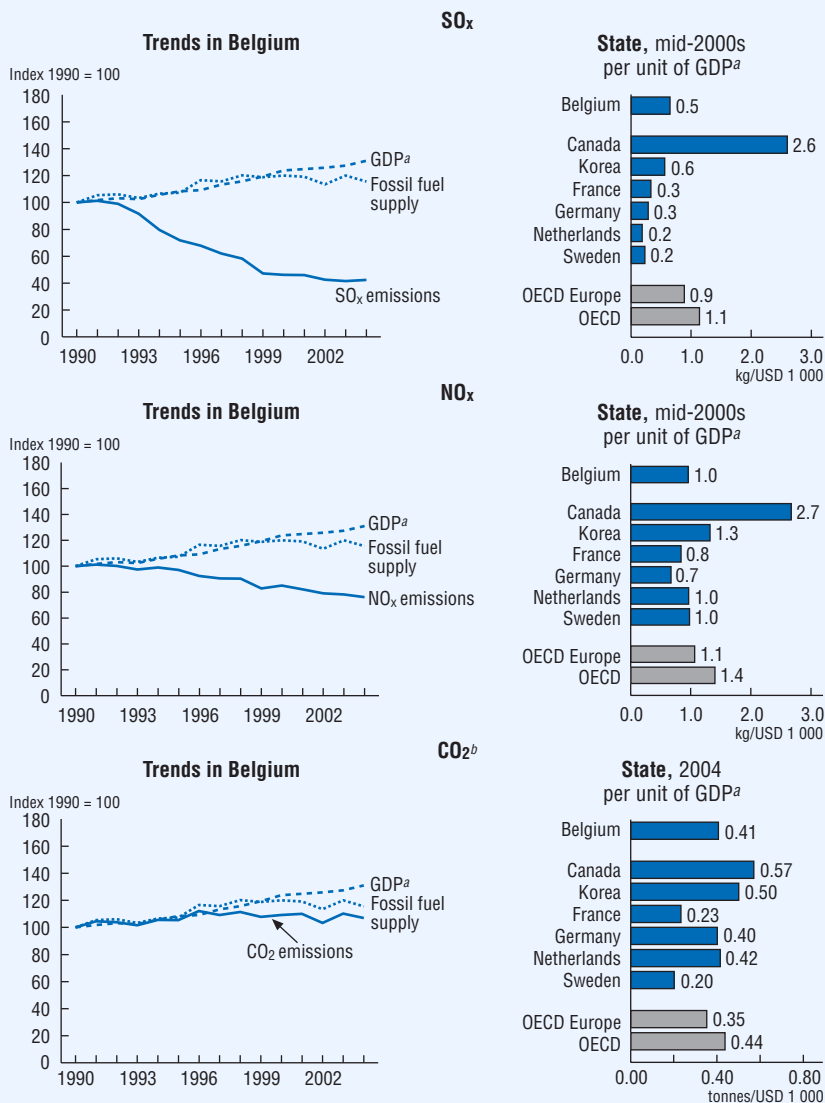 SOx
Trends in Belgium
Index 1990 = 100
180
160
140
120
100
80
60
40
20
0
GDPa
Fossil fuel
supply
SOx emissions
1990 1993 1996 1999 2002
State, mid-2000s
per unit of GDPa
Belgium 0.5
Canada 2.6
Korea 0.6
France 0.3
Germany 0.3
Netherlands 0.2
Sweden 0.2
OECD Europe 0.9
OECD 1.1
0.0 1.0 2.0 3.0
kg/USD 1 000
NOx
Trends in Belgium
Index 1990 = 100
180
160
140
120
100
80
60
40
20
0
GDPa
Fossil fuel
supply
NOx emissions
1990 1993 1996 1999 2002
State, mid-2000s
per unit of GDPa
Belgium 1.0
Canada 2.7
Korea 1.3
France 0.8
Germany 0.7
Netherlands 1.0
Sweden 1.0
OECD Europe 1.1
OECD 1.4
0.0 1.0 2.0 3.0
kg/USD 1 000
CO2b
Trends in Belgium
Index 1990 = 100
180
160
140
120
100
80
60
40
20
0
GDPa
Fossil fuel
supply
CO2 emissions
1990 1993 1996 1999 2002
State, 2004
per unit of GDPa
Belgium 0.41
Canada 0.57
Korea 0.50
France 0.23
Germany 0.40
Netherlands 0.42
Sweden 0.20
OECD Europe 0.35
OECD 0.44
0.00 0.40 0.80
tonnes/USD 1 000